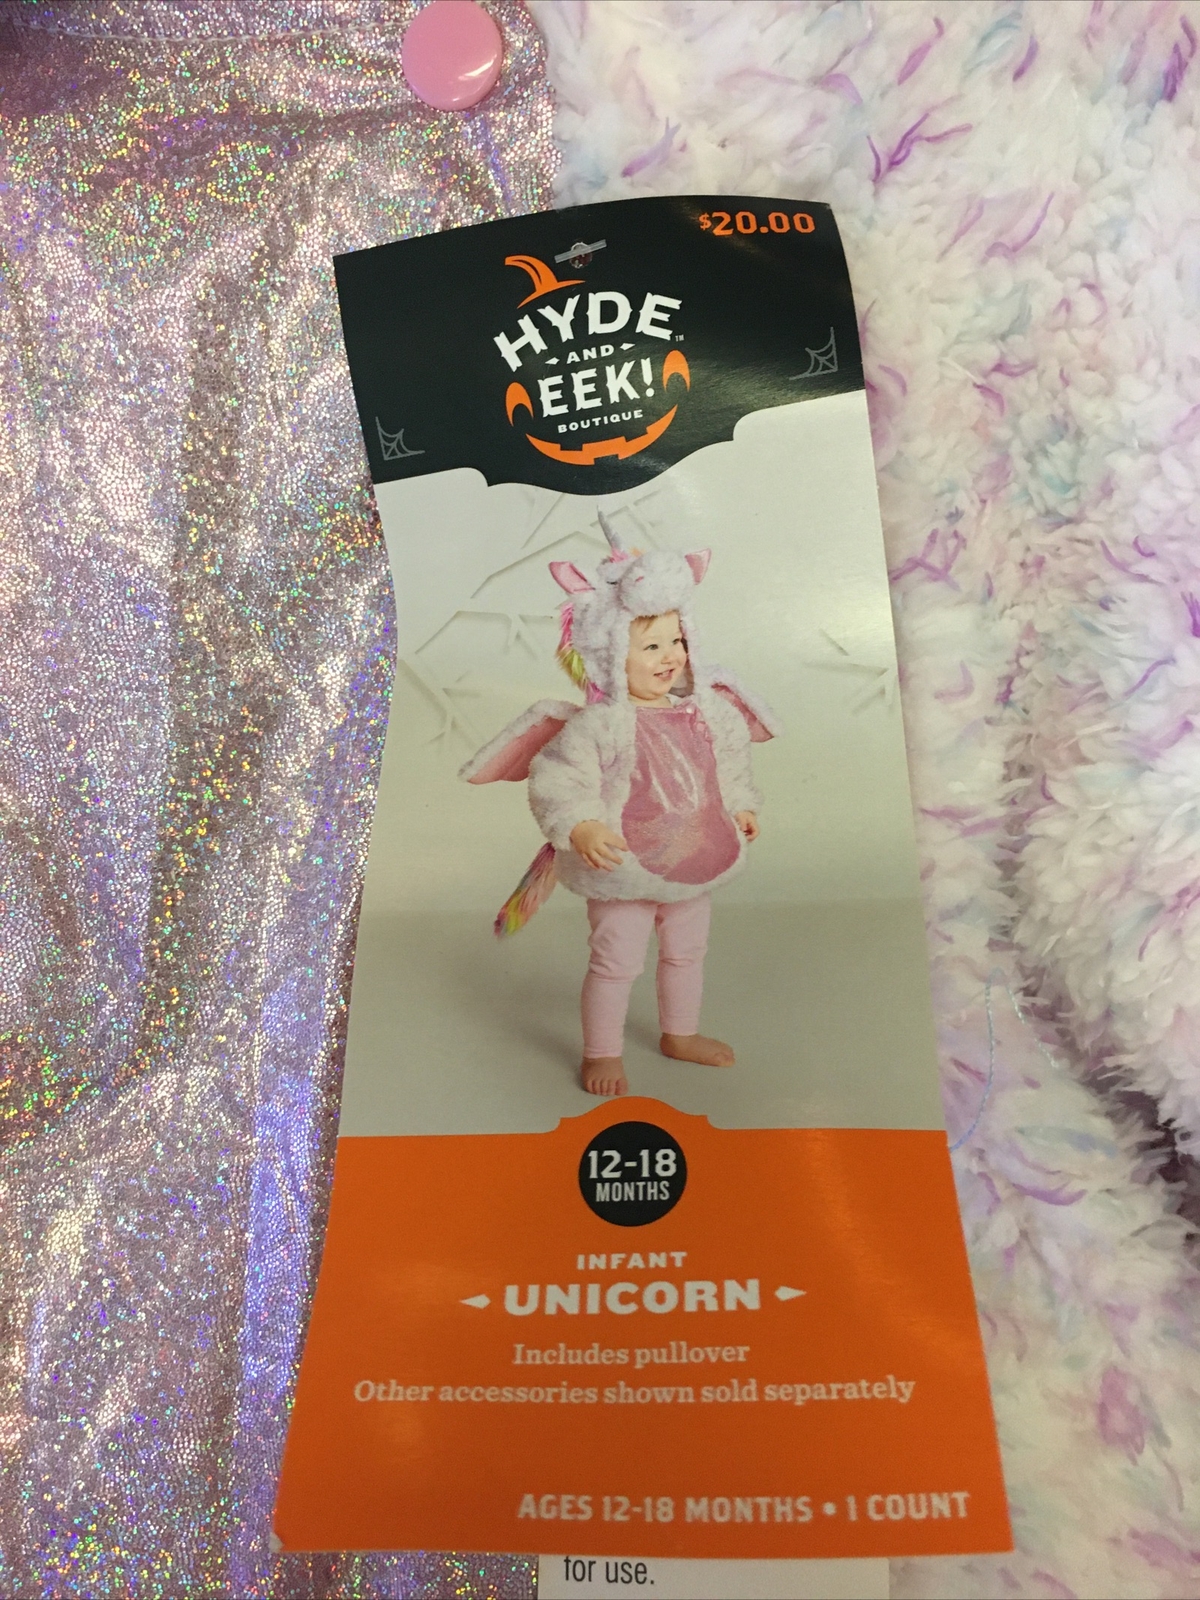 $20.00
HYDE
AND
EEK!
BOUTIQUE
TM
12-18
MONTHS
INFANT
UNICORN
Includes pullover
Other accessories shown sold separately
AGES 12-18 MONTHS • 1 COUNT
for use.